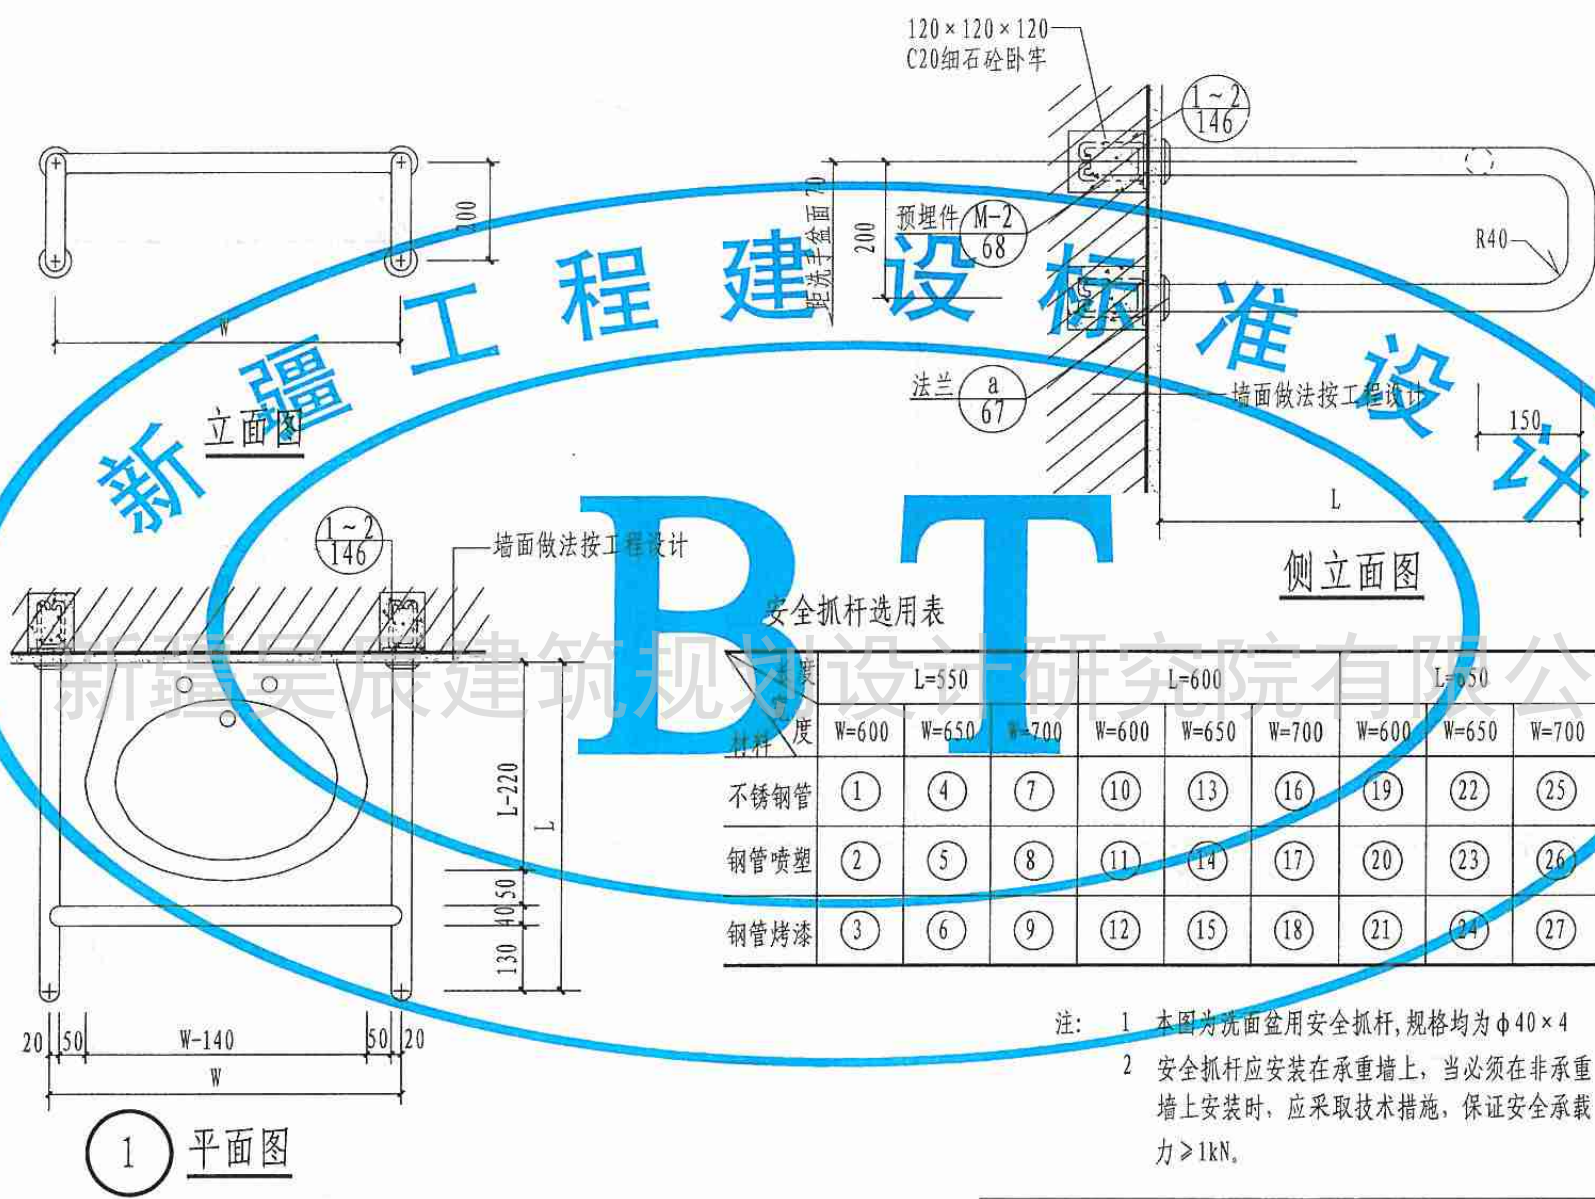 120×120×120
C20细石砼卧牢
1~2
146
200
W
立面图
距洗手盆面 70
200
预埋件
M-2
68
R40
法兰
a
67
墙面做法按工程设计
150
L
侧立面图
新疆工程建设标准设计
BT
新疆昊辰建筑规划设计研究院有限公
1~2
146
墙面做法按工程设计
L-220
L
50
40
130
20 50 W-140 50 20
W
1 平面图
安全抓杆选用表
度 L=550 L=600 L=650
材料 度 W=600 W=650 W=700 W=600 W=650 W=700 W=600 W=650 W=700
不锈钢管 1 4 7 10 13 16 19 22 25
钢管喷塑 2 5 8 11 14 17 20 23 26
钢管烤漆 3 6 9 12 15 18 21 24 27
注: 1 本图为洗面盆用安全抓杆,规格均为φ40×4
2 安全抓杆应安装在承重墙上，当必须在非承重
墙上安装时，应采取技术措施，保证安全承载
力≥1kN。